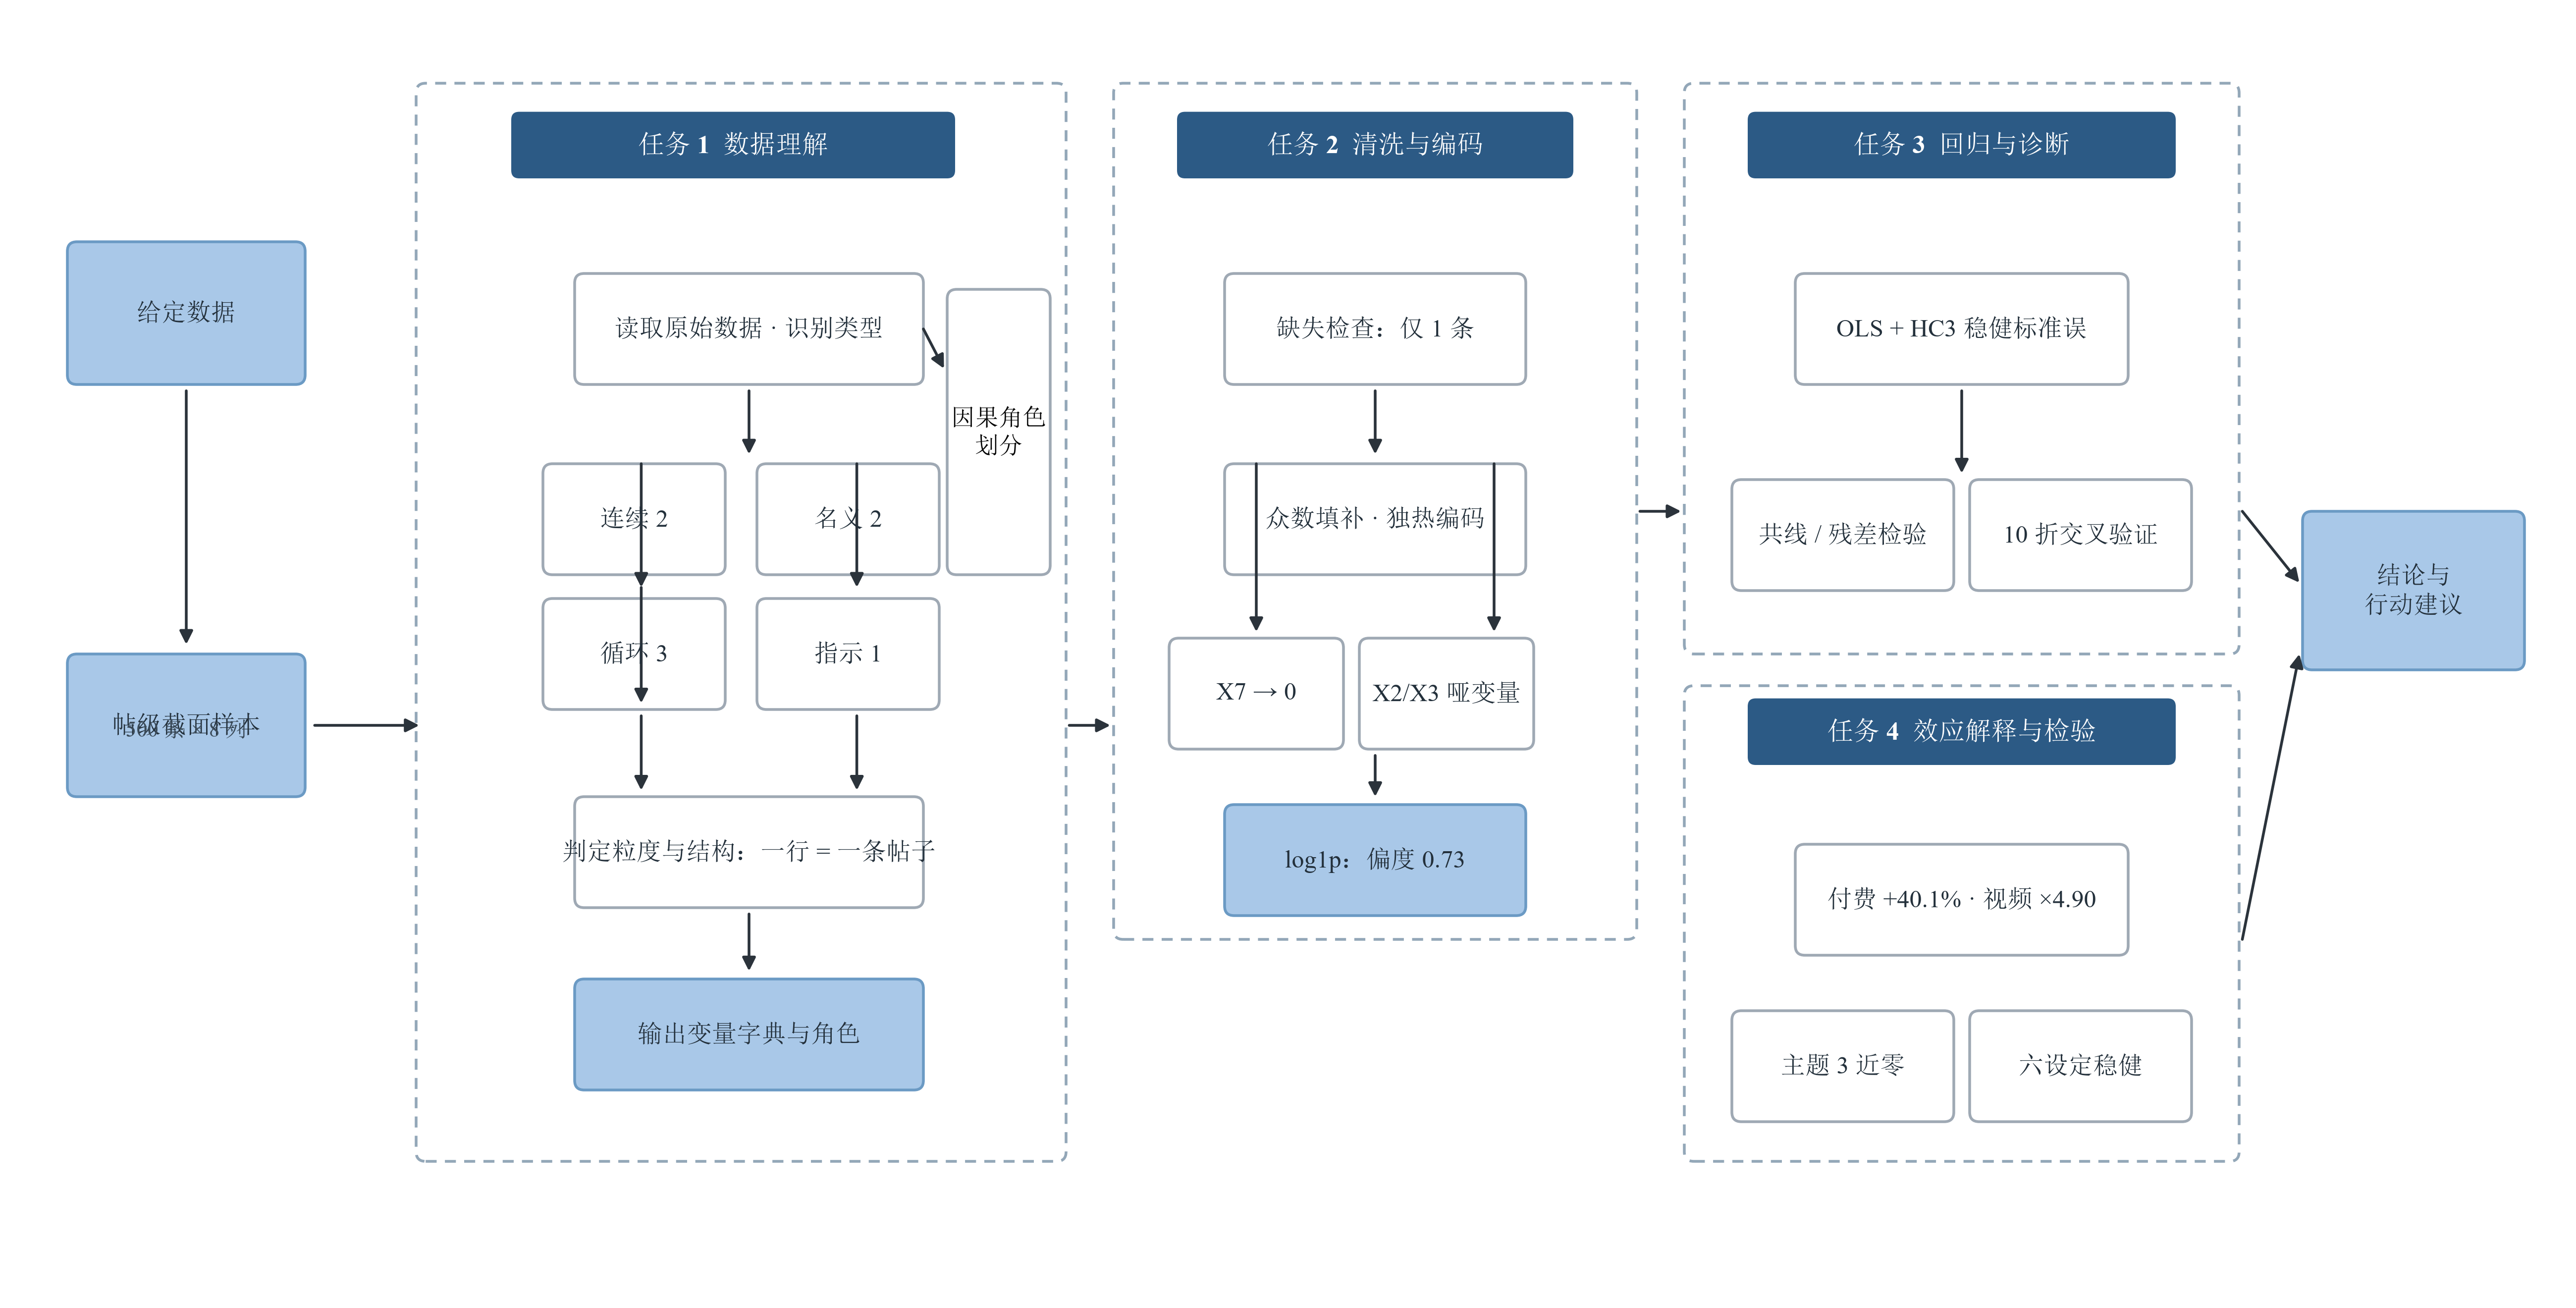 给定数据
帖级截面样本
任务 1 数据理解
读取原始数据 · 识别类型
因果角色
划分
连续 2
名义 2
循环 3
指示 1
判定粒度与结构：一行 = 一条帖子
输出变量字典与角色
任务 2 清洗与编码
缺失检查：仅 1 条
众数填补 · 独热编码
X7 → 0
X2/X3 哑变量
log1p：偏度 0.73
任务 3 回归与诊断
OLS + HC3 稳健标准误
共线 / 残差检验
10 折交叉验证
任务 4 效应解释与检验
付费 +40.1% · 视频 ×4.90
主题 3 近零
六设定稳健
结论与
行动建议